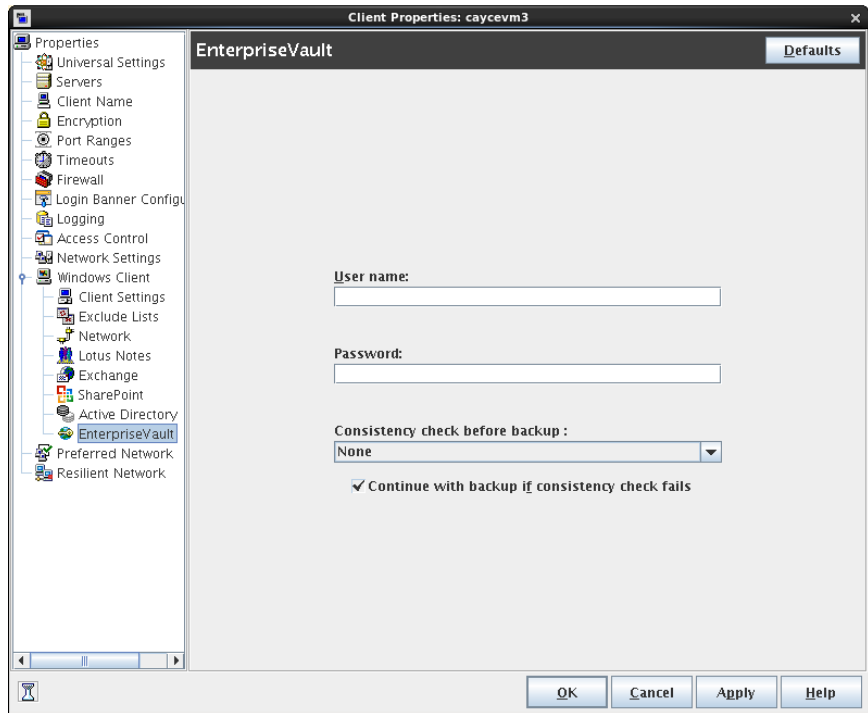 Client Properties: caycevm3
Properties
Universal Settings
Servers
Client Name
Encryption
Port Ranges
Timeouts
Firewall
Login Banner Configu
Logging
Access Control
Network Settings
Windows Client
Client Settings
Exclude Lists
Network
Lotus Notes
Exchange
SharePoint
Active Directory
EnterpriseVault
Preferred Network
Resilient Network
EnterpriseVault
Defaults
User name:
Password:
Consistency check before backup :
None
Continue with backup if consistency check fails
OK
Cancel
Apply
Help